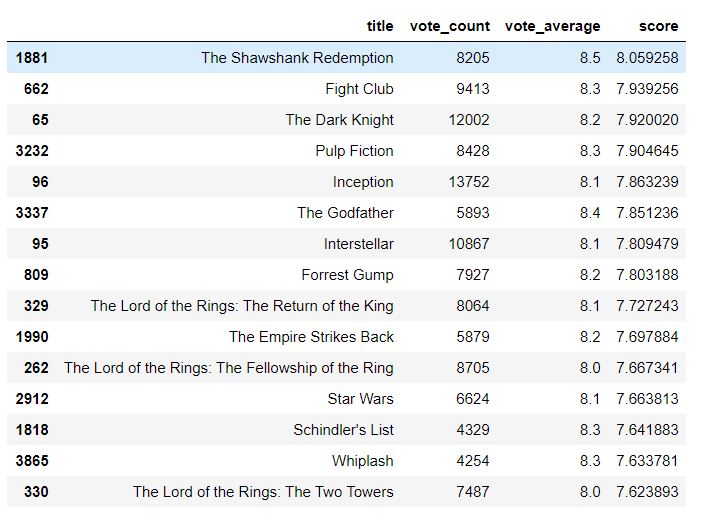 title vote_count vote_average score
1881 The Shawshank Redemption 8205 8.5 8.059258
662 Fight Club 9413 8.3 7.939256
65 The Dark Knight 12002 8.2 7.920020
3232 Pulp Fiction 8428 8.3 7.904645
96 Inception 13752 8.1 7.863239
3337 The Godfather 5893 8.4 7.851236
95 Interstellar 10867 8.1 7.809479
809 Forrest Gump 7927 8.2 7.803188
329 The Lord of the Rings: The Return of the King 8064 8.1 7.727243
1990 The Empire Strikes Back 5879 8.2 7.697884
262 The Lord of the Rings: The Fellowship of the Ring 8705 8.0 7.667341
2912 Star Wars 6624 8.1 7.663813
1818 Schindler's List 4329 8.3 7.641883
3865 Whiplash 4254 8.3 7.633781
330 The Lord of the Rings: The Two Towers 7487 8.0 7.623893